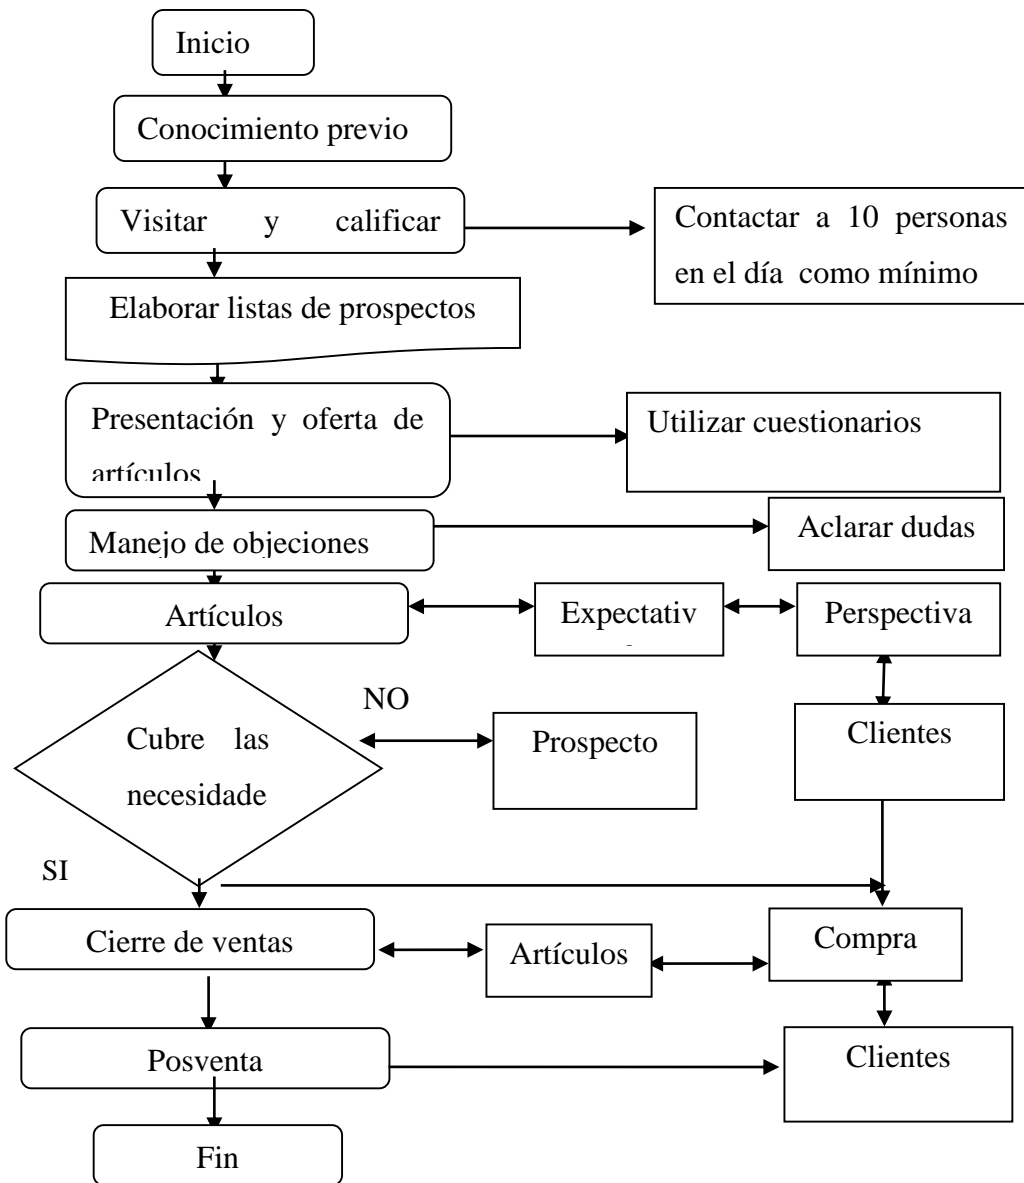 Inicio
Conocimiento previo
Visitar y calificar
Contactar a 10 personas
en el día como mínimo
Elaborar listas de prospectos
Presentación y oferta de
artículos
Utilizar cuestionarios
Manejo de objeciones
Aclarar dudas
Artículos
Expectativ
Perspectiva
NO
Cubre las
necesidade
Prospecto
Clientes
SI
Cierre de ventas
Artículos
Compra
Posventa
Clientes
Fin